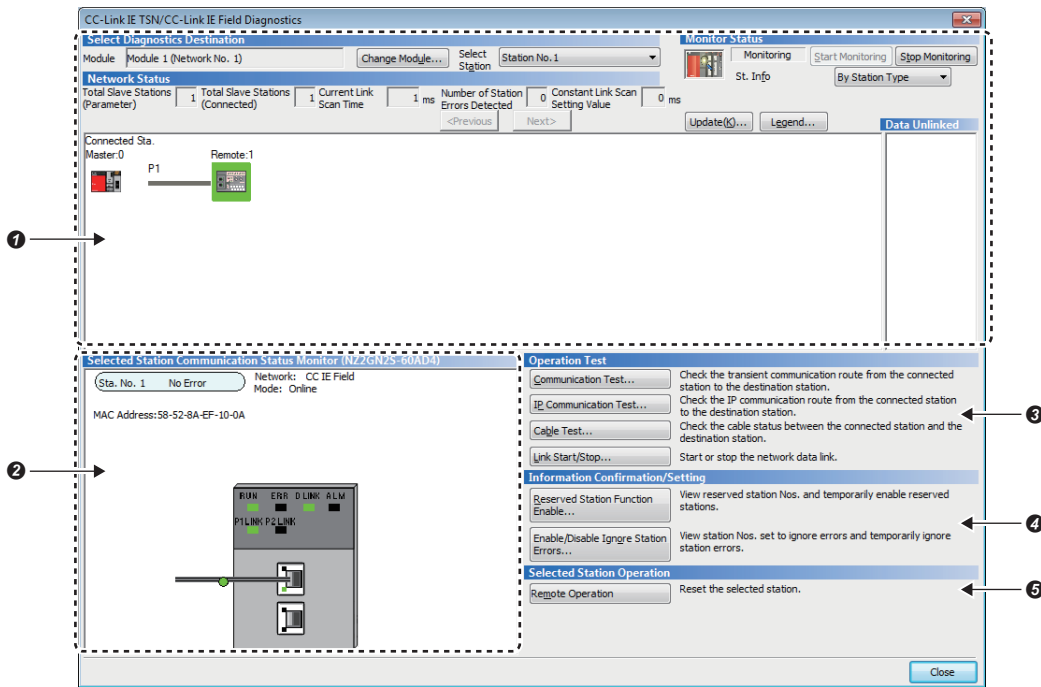 CC-Link IE TSN/CC-Link IE Field Diagnostics
Select Diagnostics Destination
Monitor Status
Module
Module 1 (Network No. 1)
Change Module...
Select Station
Station No.1
Monitoring
Start Monitoring
Stop Monitoring
St. Info
By Station Type
Network Status
Total Slave Stations (Parameter)
1
Total Slave Stations (Connected)
1
Current Link Scan Time
1 ms
Number of Station Errors Detected
0
Constant Link Scan Setting Value
0 ms
<Previous
Next>
Update(K)...
Legend...
Data Unlinked
Connected Sta.
Master:0
Remote:1
P1
❶
Selected Station Communication Status Monitor (NZ2GN2S-60AD4)
Sta. No. 1 No Error
Network: CC IE Field
Mode: Online
MAC Address:58-52-8A-EF-10-0A
❷
RUN ERR D LINK ALM
P1 LINK P2 LINK
Operation Test
Communication Test...
Check the transient communication route from the connected
station to the destination station.
IP Communication Test...
Check the IP communication route from the connected station
to the destination station.
❸
Cable Test...
Check the cable status between the connected station and the
destination station.
Link Start/Stop...
Start or stop the network data link.
Information Confirmation/Setting
Reserved Station Function
Enable...
View reserved station Nos. and temporarily enable reserved
stations.
❹
Enable/Disable Ignore Station
Errors...
View station Nos. set to ignore errors and temporarily ignore
station errors.
Selected Station Operation
Remote Operation
Reset the selected station.
❺
Close